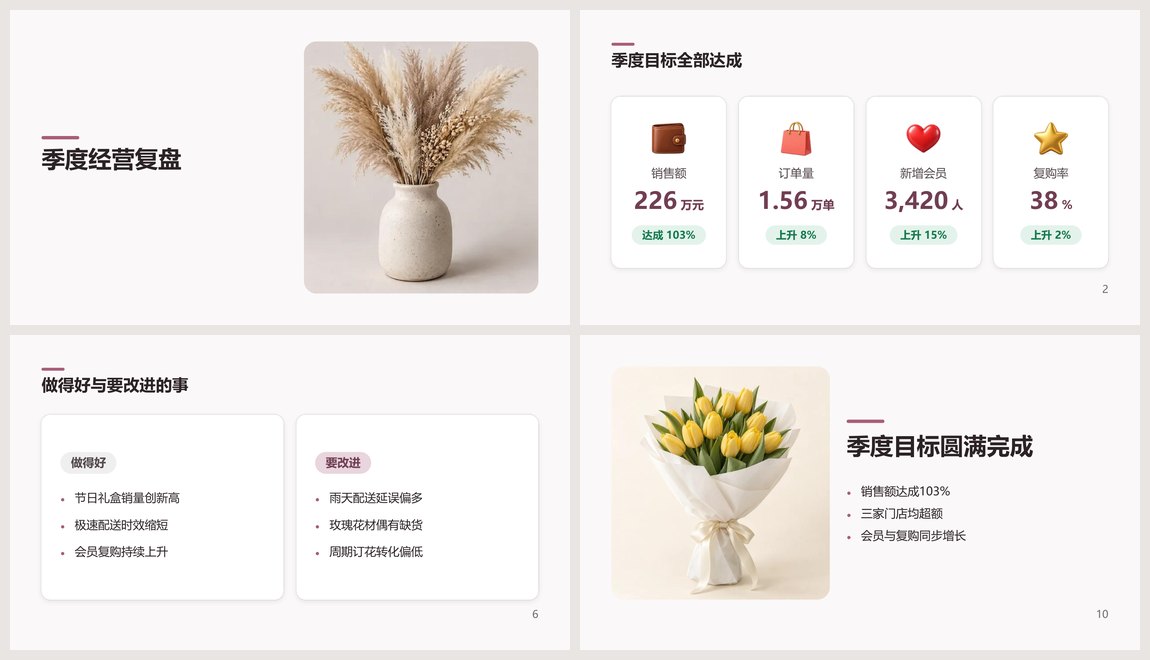 季度经营复盘
季度目标全部达成
销售额
226 万元
达成 103%
订单量
1.56 万单
上升 8%
新增会员
3,420 人
上升 15%
复购率
38 %
上升 2%
2
做得好与要改进的事
做得好
节日礼盒销量创新高
极速配送时效缩短
会员复购持续上升
要改进
雨天配送延误偏多
玫瑰花材偶有缺货
周期订花转化偏低
6
季度目标圆满完成
销售额达成103%
三家门店均超额
会员与复购同步增长
10